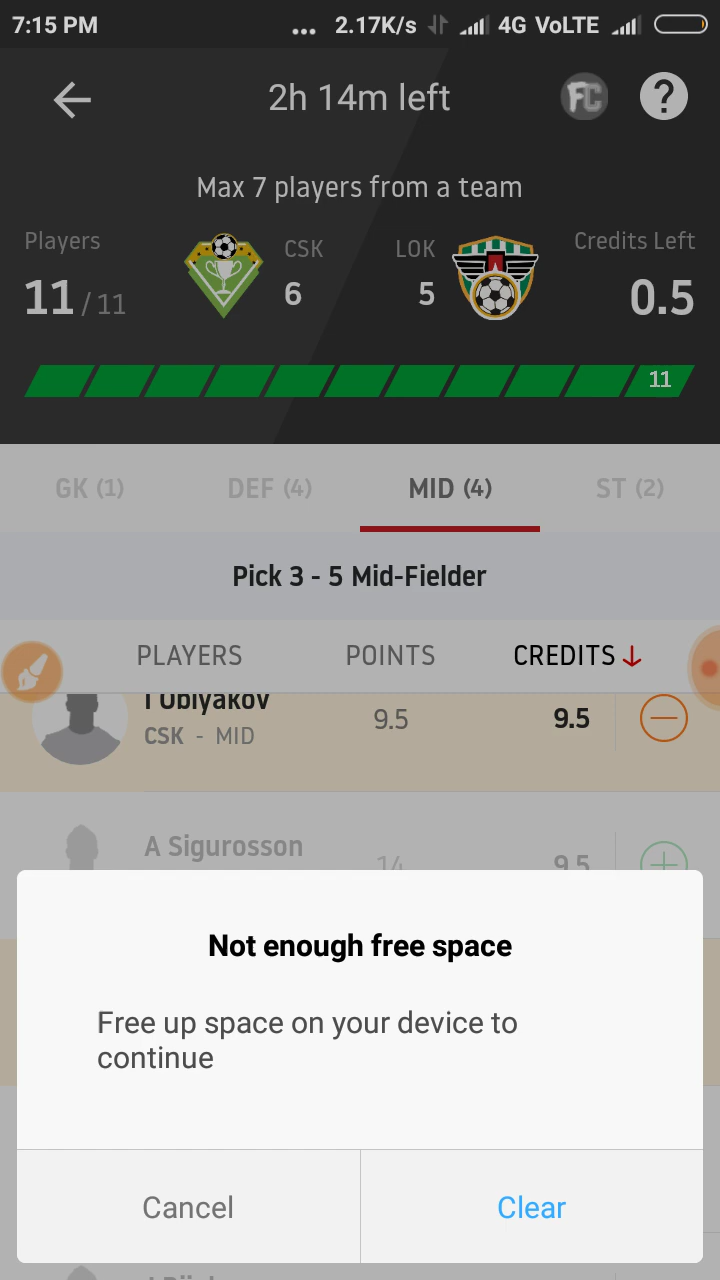 7:15 PM ... 2.17K/s 4G VoLTE
2h 14m left FC ?
Max 7 players from a team
Players CSK LOK Credits Left
11 / 11 6 5 0.5
11
GK (1) DEF (4) MID (4) ST (2)
Pick 3 - 5 Mid-Fielder
PLAYERS POINTS CREDITS
I Oblyakov
CSK - MID 9.5 9.5
A Sigurosson
14 9.5
Not enough free space
Free up space on your device to
continue
Cancel Clear